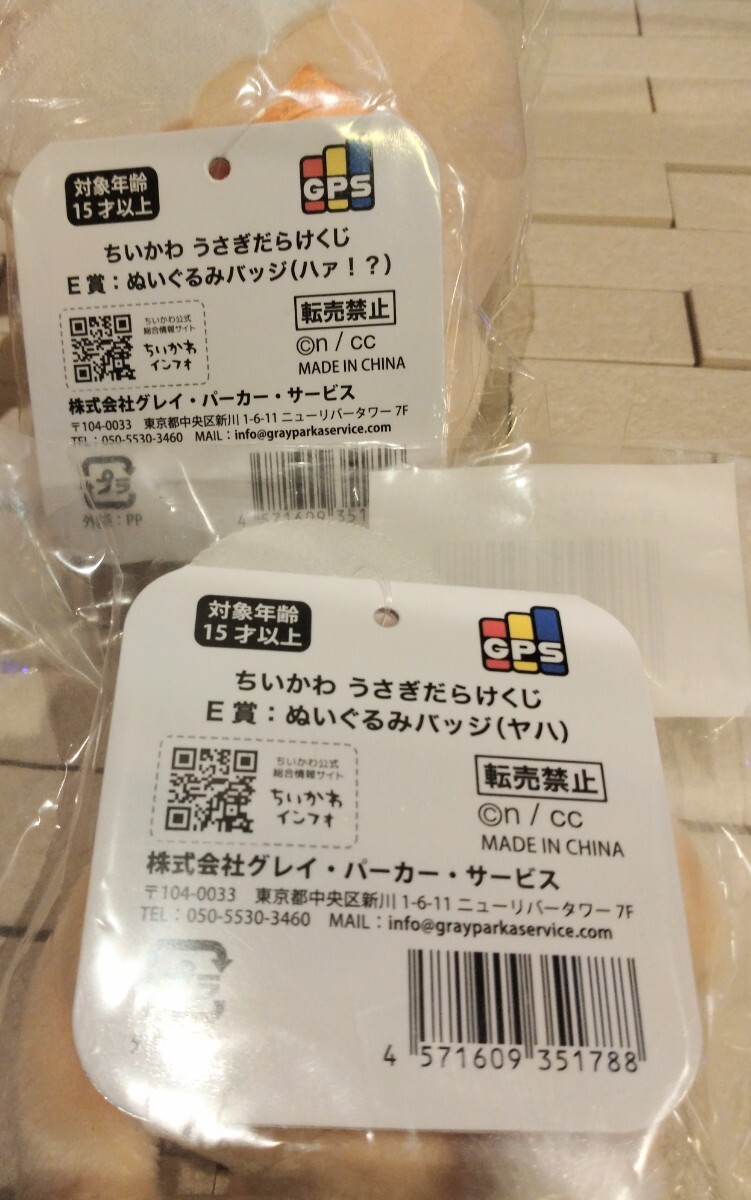 対象年齢
15才以上
GPS
ちいかわ うさぎだらけくじ
E賞：ぬいぐるみバッジ(ハァ！？)
ちいかわ公式
総合情報サイト
ちいかわ
インフォ
転売禁止
©n / cc
MADE IN CHINA
株式会社グレイ・パーカー・サービス
〒104-0033 東京都中央区新川1-6-11 ニューリバータワー 7F
TEL：050-5530-3460 MAIL：info@grayparkaservice.com
プラ
外袋：PP
4 571609 351
対象年齢
15才以上
GPS
ちいかわ うさぎだらけくじ
E賞：ぬいぐるみバッジ(ヤハ)
ちいかわ公式
総合情報サイト
ちいかわ
インフォ
転売禁止
©n / cc
MADE IN CHINA
株式会社グレイ・パーカー・サービス
〒104-0033 東京都中央区新川1-6-11 ニューリバータワー 7F
TEL：050-5530-3460 MAIL：info@grayparkaservice.com
プラ
4 571609 351788